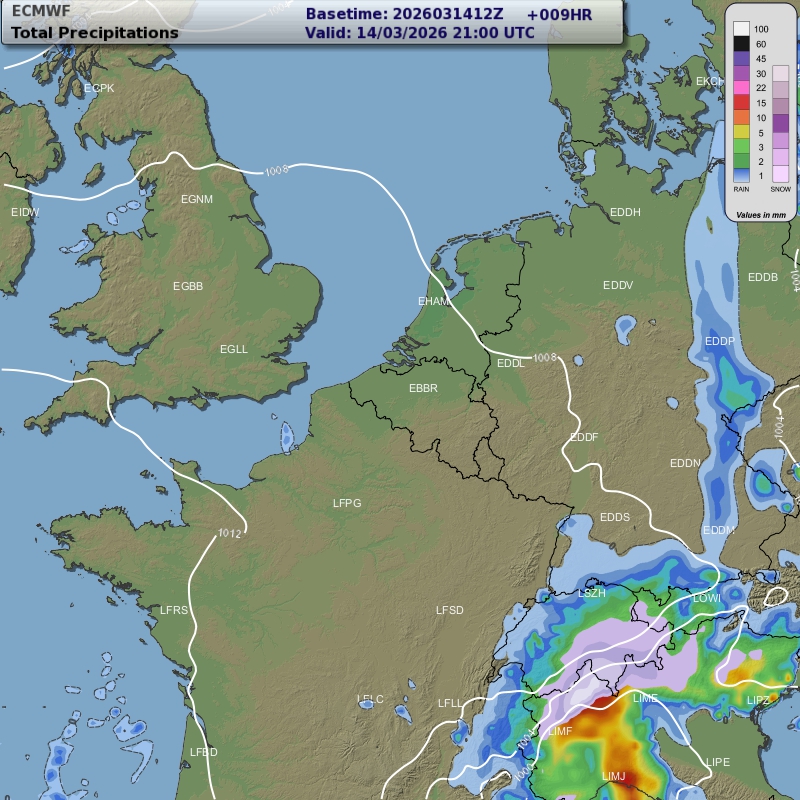 ECMWF
Total Precipitations
Basetime: 2026031412Z +009HR
Valid: 14/03/2026 21:00 UTC
100
60
45
30
22
15
10
5
3
2
1
RAIN SNOW
Values in mm
ECPK
EKCH
1008
EIDW
EGNM
EDDH
EGBB
EDDV
EDDB
1004
EHAM
EGLL
EDDP
EDDL
1008
EBBR
1004
EDDF
EDDN
LFPG
EDDS
EDDM
1012
LSZH
LOWI
LFRS
LFSD
LFLC
LFLL
LIME
LIPZ
LIMF
1004
LFBD
LIPE
1000
LIMJ